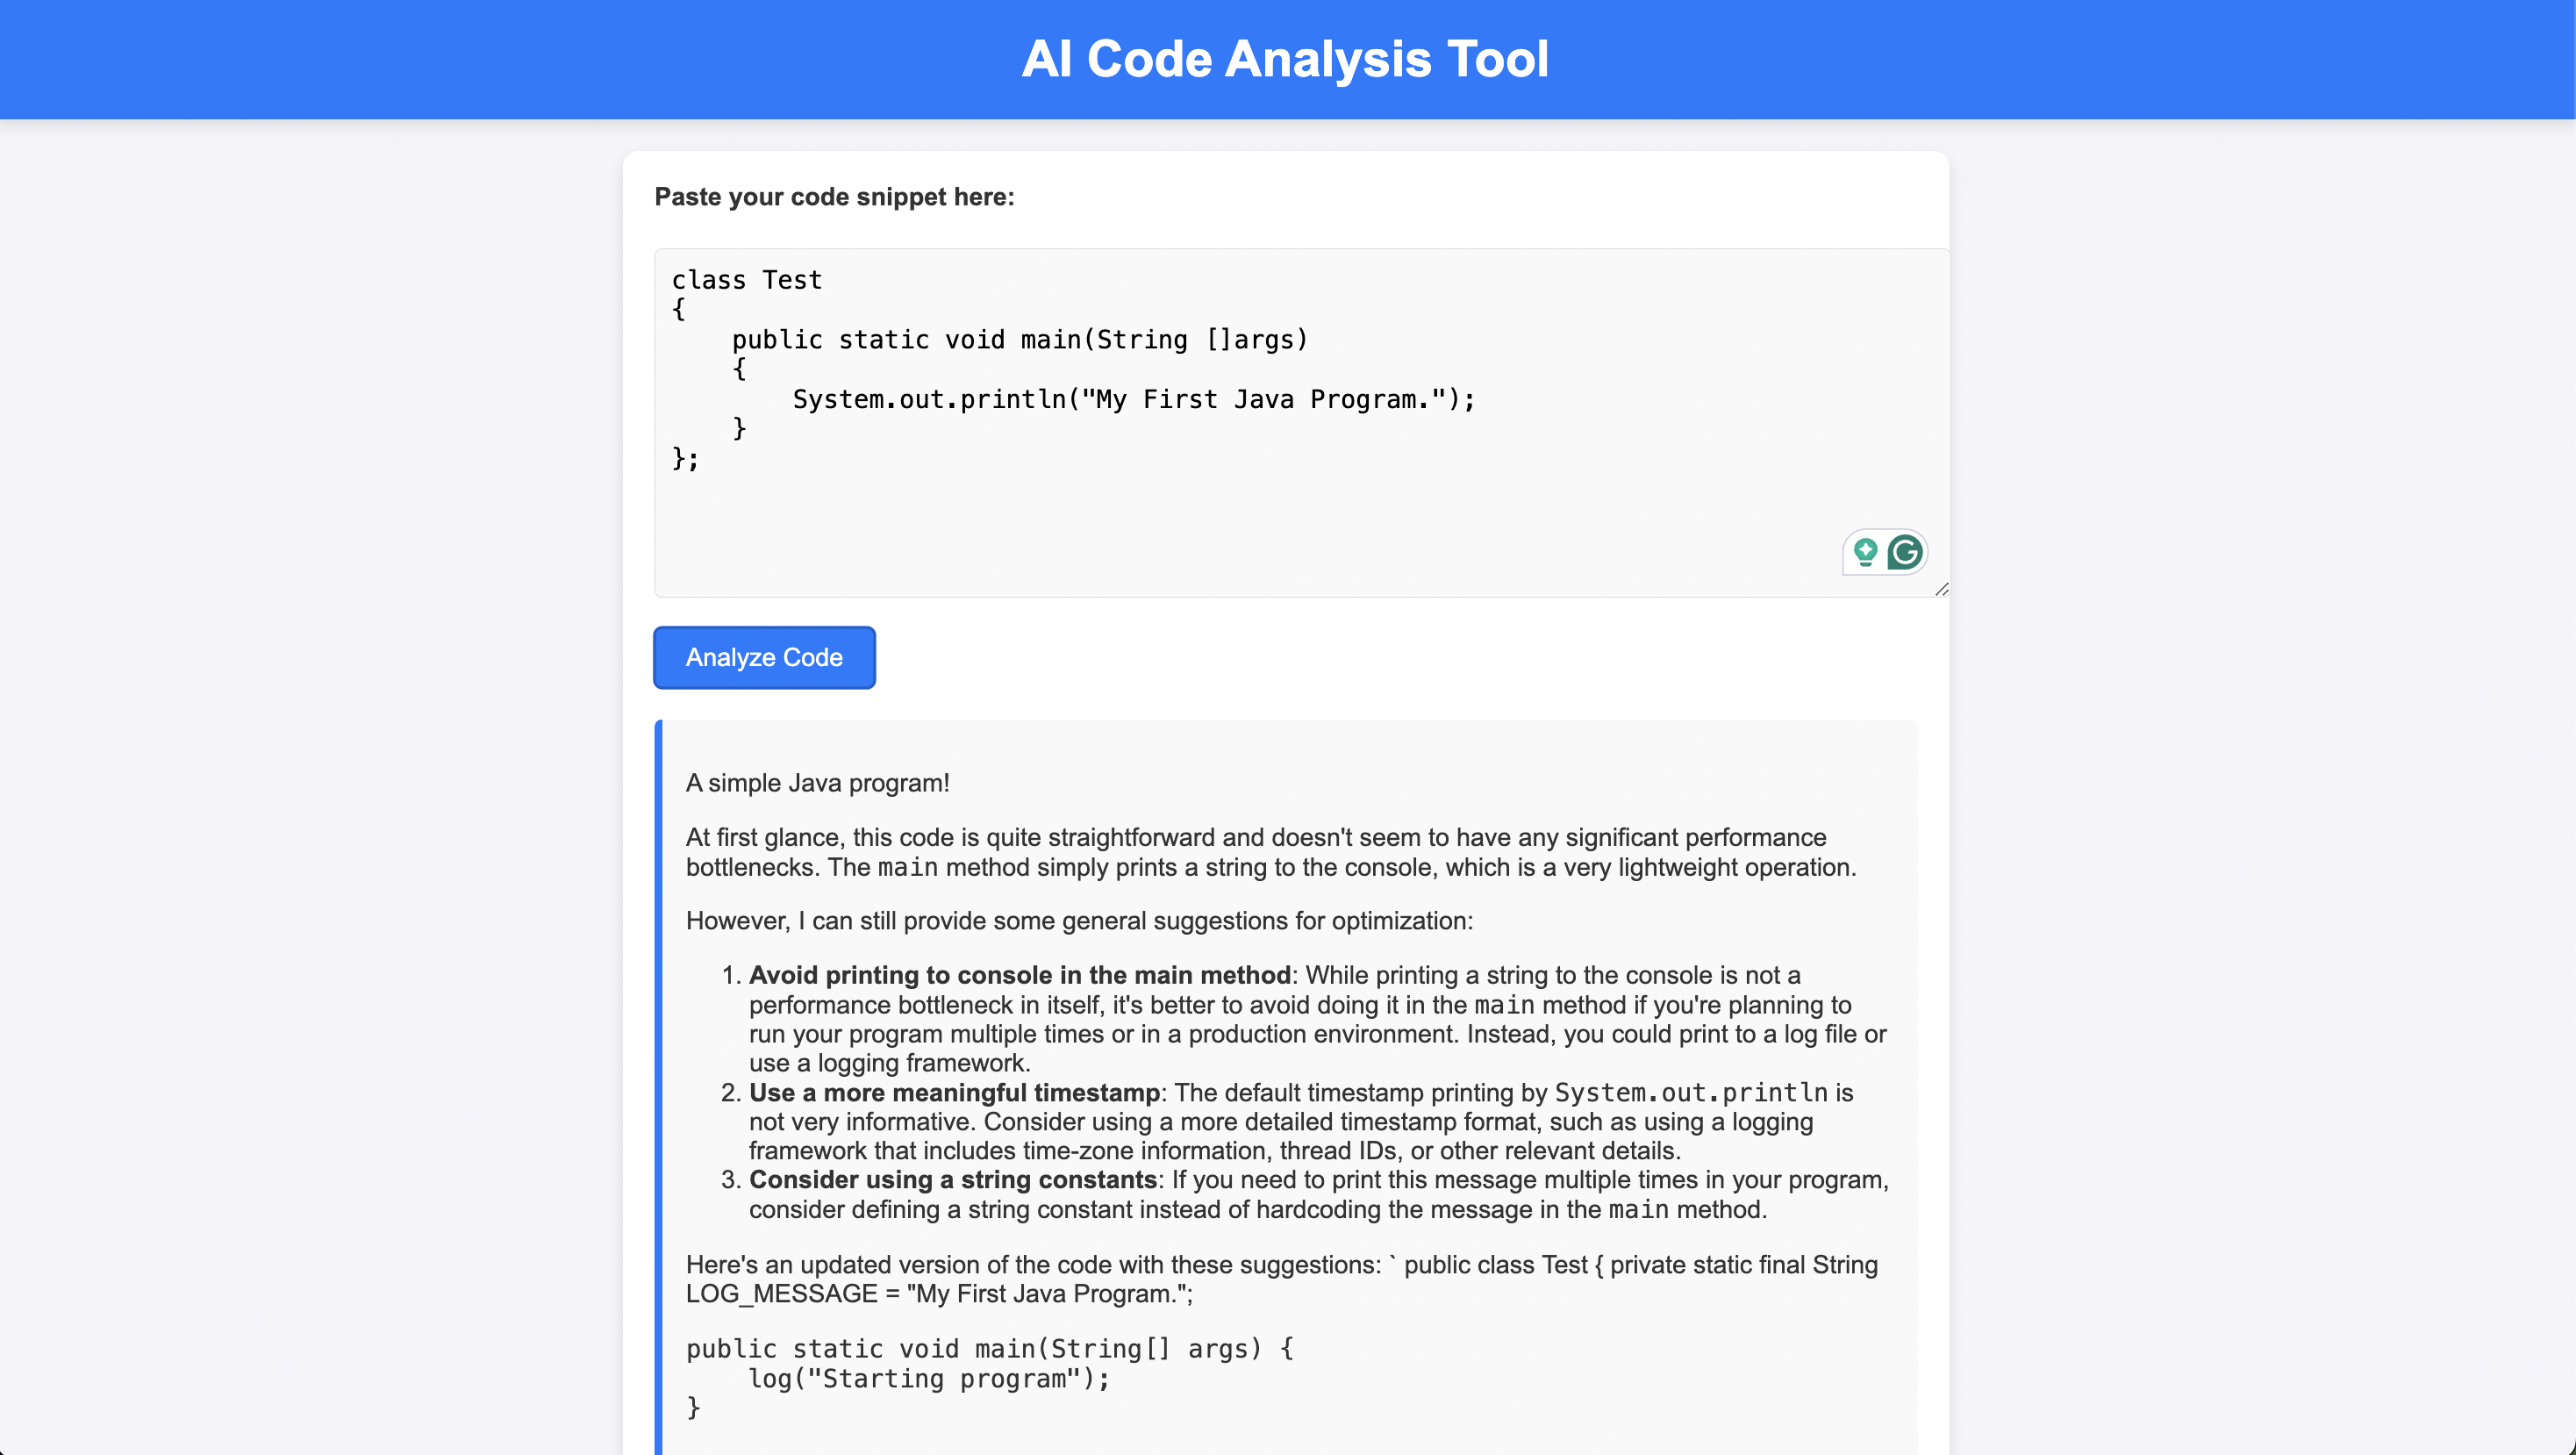 AI Code Analysis Tool
Paste your code snippet here:
class Test
{
    public static void main(String []args)
    {
        System.out.println("My First Java Program.");
    }
};
Analyze Code
A simple Java program!
At first glance, this code is quite straightforward and doesn't seem to have any significant performance
bottlenecks. The main method simply prints a string to the console, which is a very lightweight operation.
However, I can still provide some general suggestions for optimization:
1. Avoid printing to console in the main method: While printing a string to the console is not a
performance bottleneck in itself, it's better to avoid doing it in the main method if you're planning to
run your program multiple times or in a production environment. Instead, you could print to a log file or
use a logging framework.
2. Use a more meaningful timestamp: The default timestamp printing by System.out.println is
not very informative. Consider using a more detailed timestamp format, such as using a logging
framework that includes time-zone information, thread IDs, or other relevant details.
3. Consider using a string constants: If you need to print this message multiple times in your program,
consider defining a string constant instead of hardcoding the message in the main method.
Here's an updated version of the code with these suggestions: ` public class Test { private static final String
LOG_MESSAGE = "My First Java Program.";
public static void main(String[] args) {
    log("Starting program");
}